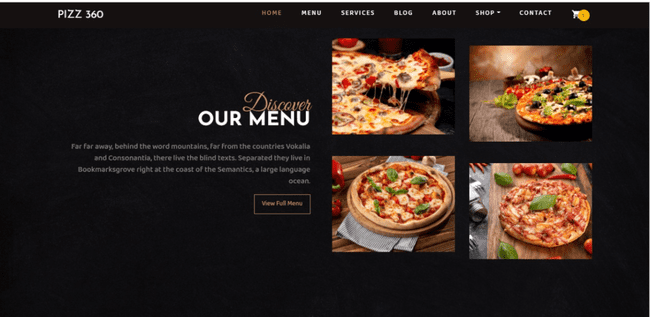 PIZZ 360
HOME MENU SERVICES BLOG ABOUT SHOP CONTACT
Discover
OUR MENU
Far far away, behind the word mountains, far from the countries Vokalia
and Consonantia, there live the blind texts. Separated they live in
Bookmarksgrove right at the coast of the Semantics, a large language
ocean.
View Full Menu